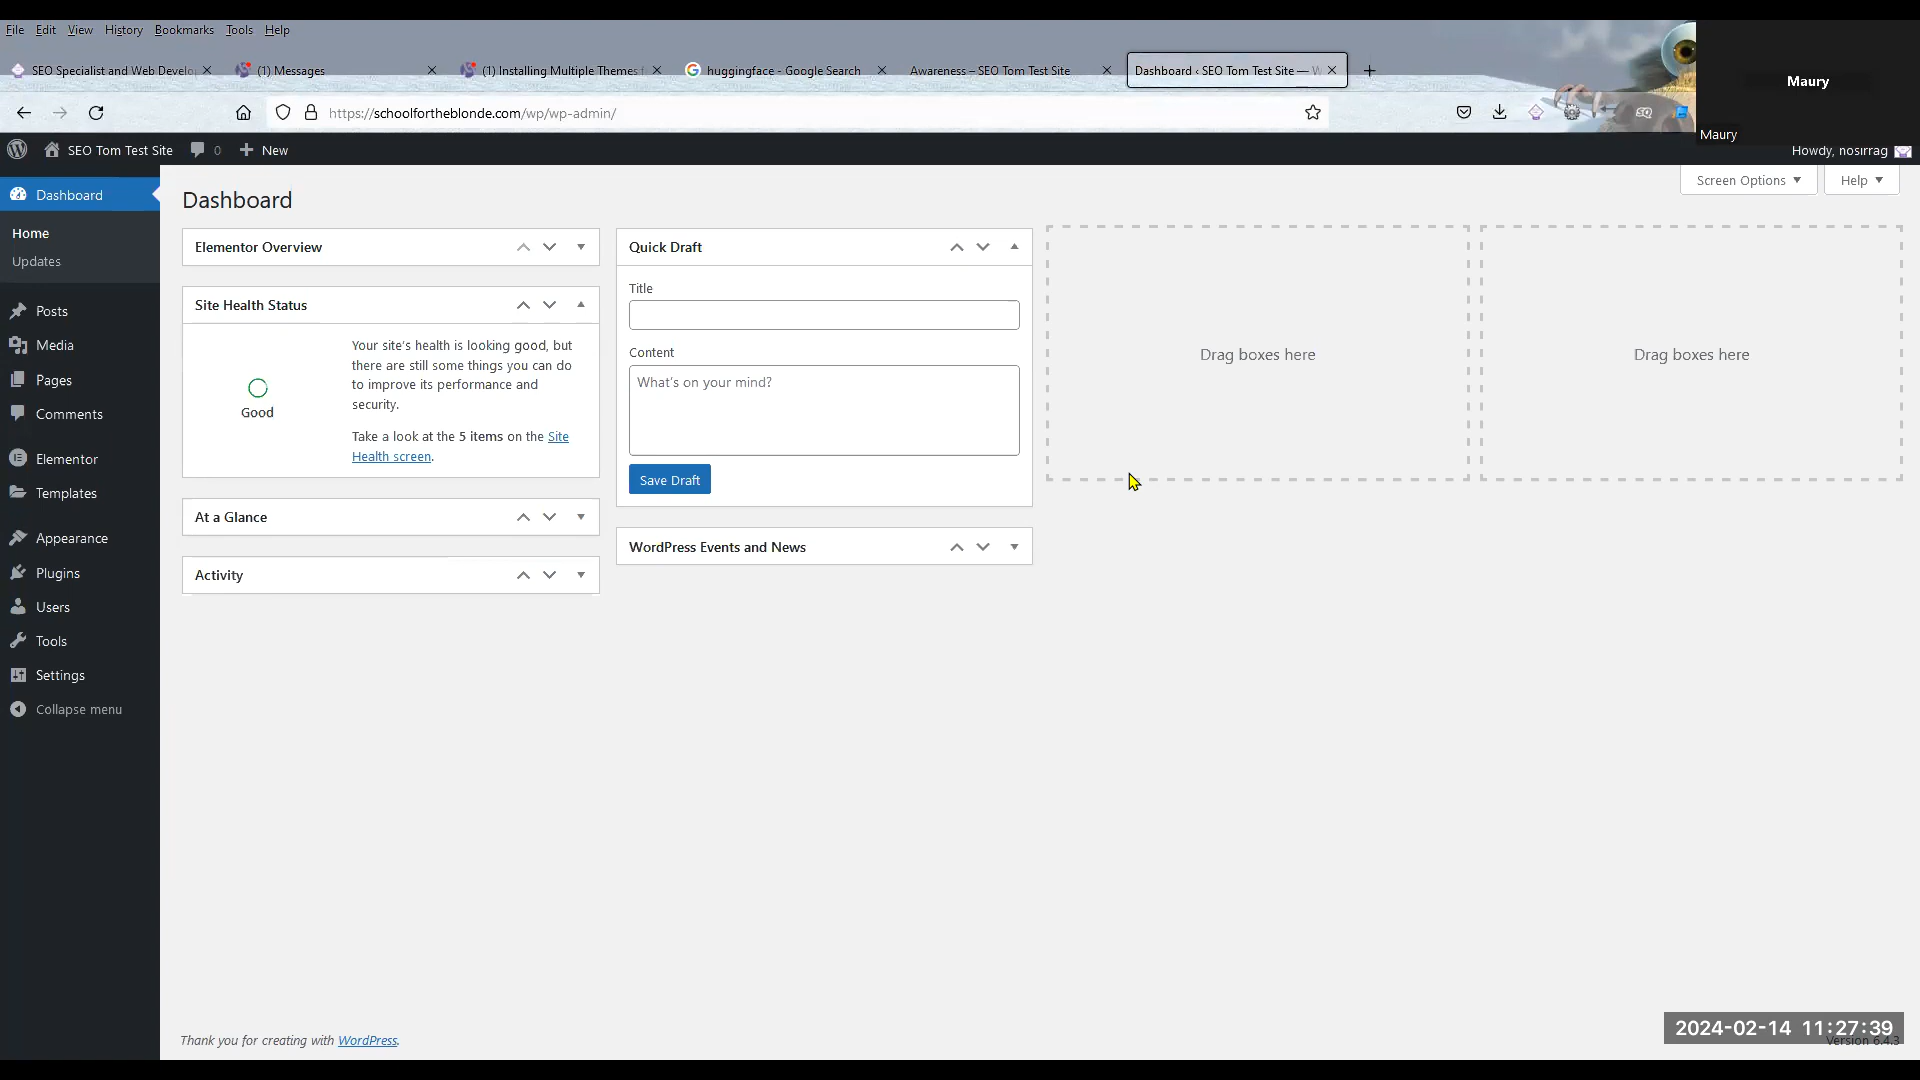 File Edit View History Bookmarks Tools Help
SEO Specialist and Web Develo
(1) Messages
(1) Installing Multiple Themes f
huggingface - Google Search
Awareness – SEO Tom Test Site
Dashboard ‹ SEO Tom Test Site — W
https://schoolfortheblonde.com/wp/wp-admin/
SQ
Maury
Maury
SEO Tom Test Site 0 New
Howdy, nosirrag
Screen Options
Help
Dashboard
Home
Updates
Posts
Media
Pages
Comments
Elementor
Templates
Appearance
Plugins
Users
Tools
Settings
Collapse menu
Dashboard
Elementor Overview
Site Health Status
Good
Your site's health is looking good, but
there are still some things you can do
to improve its performance and
security.
Take a look at the 5 items on the Site
Health screen.
At a Glance
Activity
Quick Draft
Title
Content
What's on your mind?
Save Draft
WordPress Events and News
Drag boxes here
Drag boxes here
Thank you for creating with WordPress.
2024-02-14 11:27:39
Version 6.4.3